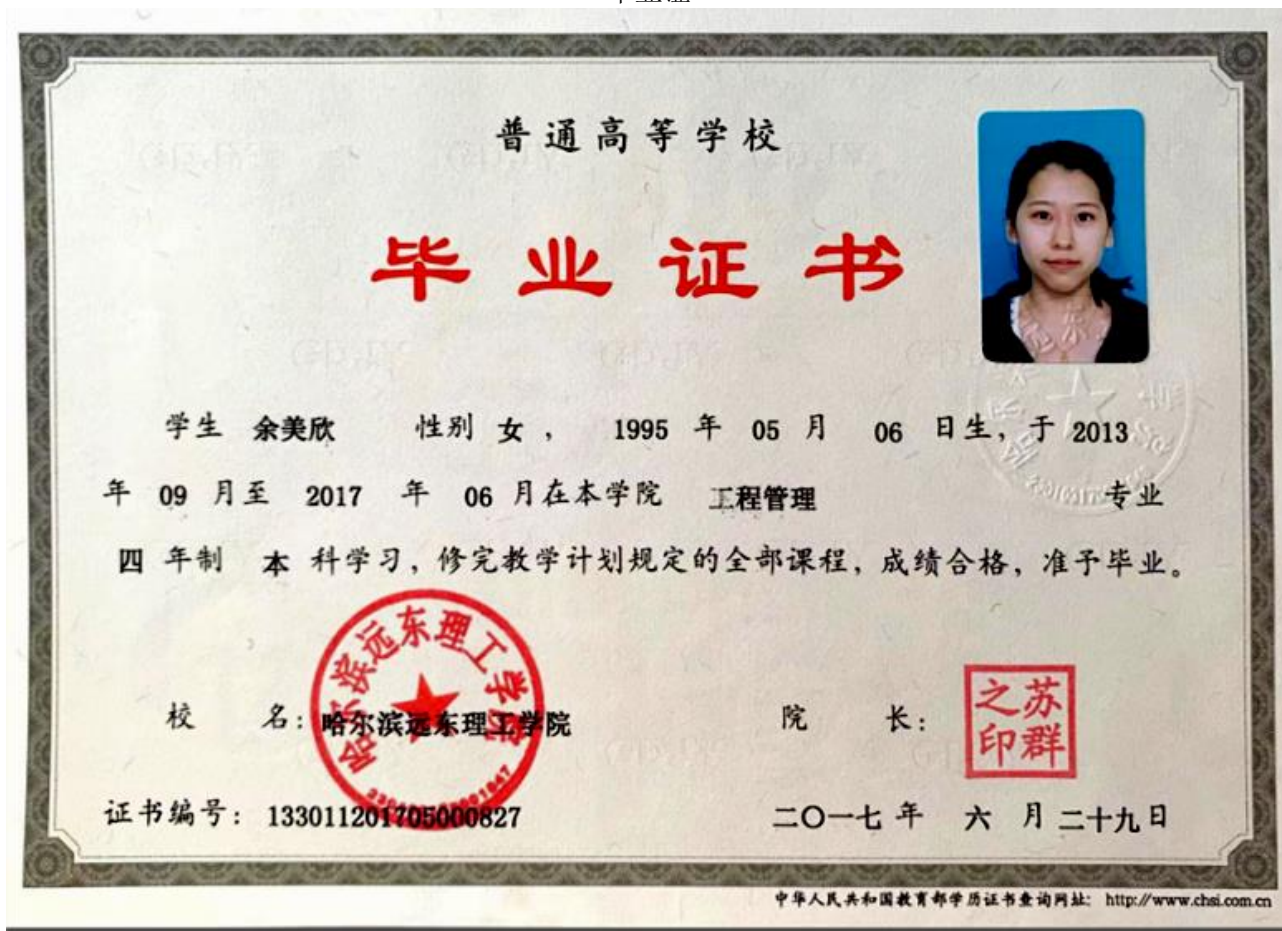 普通高等学校
毕业证书
学生 余美欣 性别 女 , 1995 年 05 月 06 日生, 于 2013
年 09 月至 2017 年 06 月在本学院 工程管理 专业
四 年制 本 科学习, 修完教学计划规定的全部课程, 成绩合格, 准予毕业。
哈尔滨远东理工学院
校 名: 哈尔滨远东理工学院 院 长: 苏群之印
证书编号: 133011201705000827 二〇一七 年 六 月 二十九 日
中华人民共和国教育部学历证书查询网址: http://www.chsi.com.cn